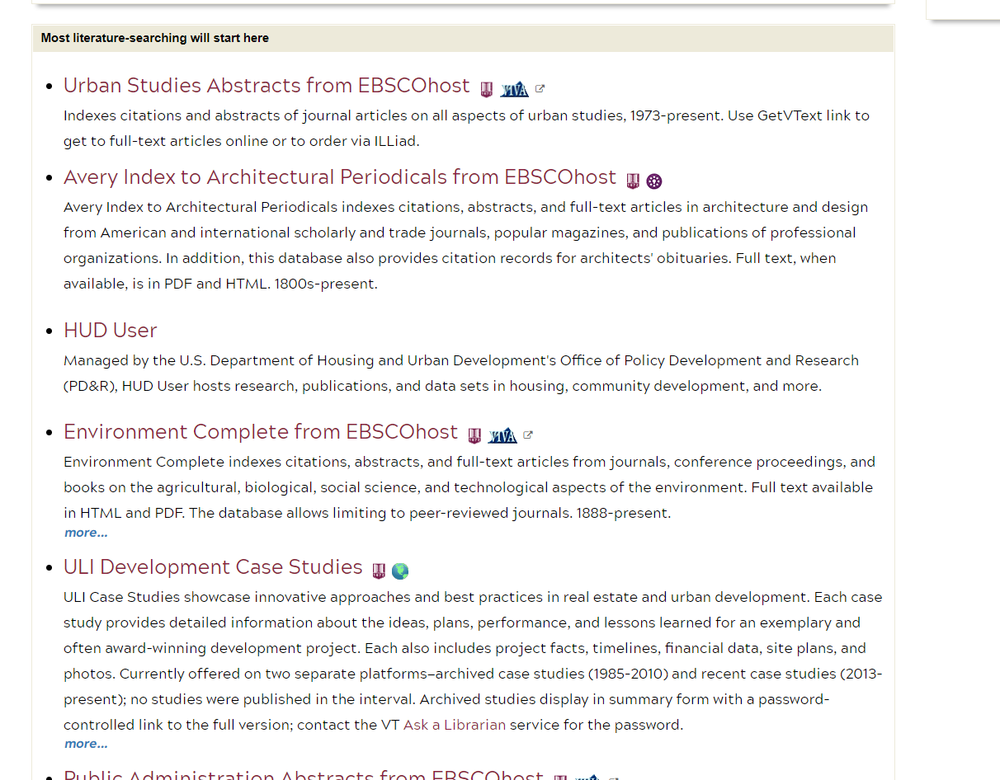 Most literature-searching will start here
Urban Studies Abstracts from EBSCOhost VIVA
Indexes citations and abstracts of journal articles on all aspects of urban studies, 1973-present. Use GetVText link to
get to full-text articles online or to order via ILLiad.
Avery Index to Architectural Periodicals from EBSCOhost
Avery Index to Architectural Periodicals indexes citations, abstracts, and full-text articles in architecture and design
from American and international scholarly and trade journals, popular magazines, and publications of professional
organizations. In addition, this database also provides citation records for architects' obituaries. Full text, when
available, is in PDF and HTML. 1800s-present.
HUD User
Managed by the U.S. Department of Housing and Urban Development's Office of Policy Development and Research
(PD&R), HUD User hosts research, publications, and data sets in housing, community development, and more.
Environment Complete from EBSCOhost VIVA
Environment Complete indexes citations, abstracts, and full-text articles from journals, conference proceedings, and
books on the agricultural, biological, social science, and technological aspects of the environment. Full text available
in HTML and PDF. The database allows limiting to peer-reviewed journals. 1888-present.
more...
ULI Development Case Studies
ULI Case Studies showcase innovative approaches and best practices in real estate and urban development. Each case
study provides detailed information about the ideas, plans, performance, and lessons learned for an exemplary and
often award-winning development project. Each also includes project facts, timelines, financial data, site plans, and
photos. Currently offered on two separate platforms—archived case studies (1985-2010) and recent case studies (2013-
present); no studies were published in the interval. Archived studies display in summary form with a password-
controlled link to the full version; contact the VT Ask a Librarian service for the password.
more...
Public Administration Abstracts from EBSCOhost